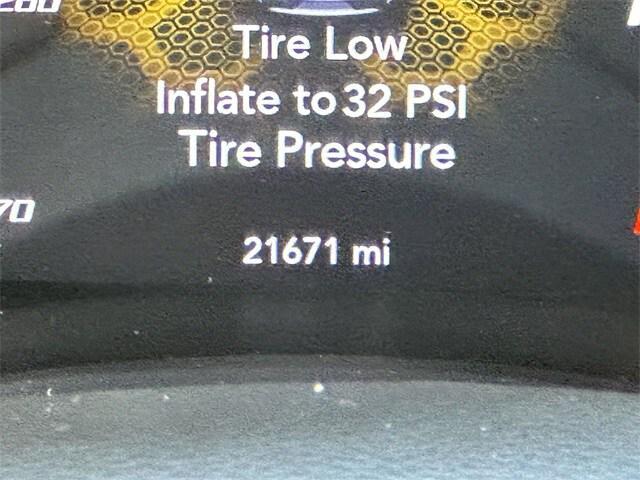 Tire Low
Inflate to 32 PSI
Tire Pressure
21671 mi